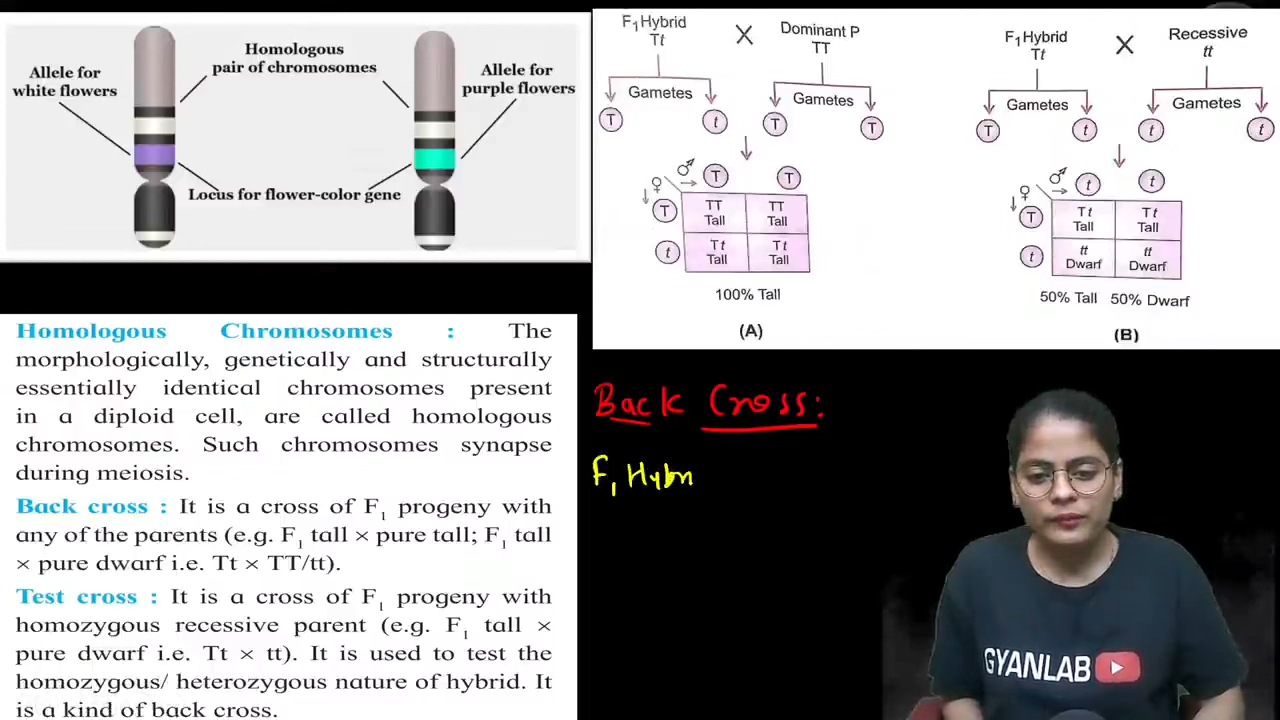 Homologous
pair of chromosomes
Allele for
white flowers
Allele for
purple flowers
Locus for flower-color gene
F1 Hybrid
Tt
X
Dominant P
TT
Gametes
Gametes
T
t
T
T
♂
T
T
♀
T
TT
Tall
TT
Tall
t
Tt
Tall
Tt
Tall
100% Tall
(A)
F1 Hybrid
Tt
X
Recessive
tt
Gametes
Gametes
T
t
t
t
♂
t
t
♀
T
Tt
Tall
Tt
Tall
t
tt
Dwarf
tt
Dwarf
50% Tall 50% Dwarf
(B)
Homologous Chromosomes : The
morphologically, genetically and structurally
essentially identical chromosomes present
in a diploid cell, are called homologous
chromosomes. Such chromosomes synapse
during meiosis.
Back cross : It is a cross of F1 progeny with
any of the parents (e.g. F1 tall × pure tall; F1 tall
× pure dwarf i.e. Tt × TT/tt).
Test cross : It is a cross of F1 progeny with
homozygous recessive parent (e.g. F1 tall ×
pure dwarf i.e. Tt × tt). It is used to test the
homozygous/ heterozygous nature of hybrid. It
is a kind of back cross.
Back Cross:
F1 Hybr
GYANLAB